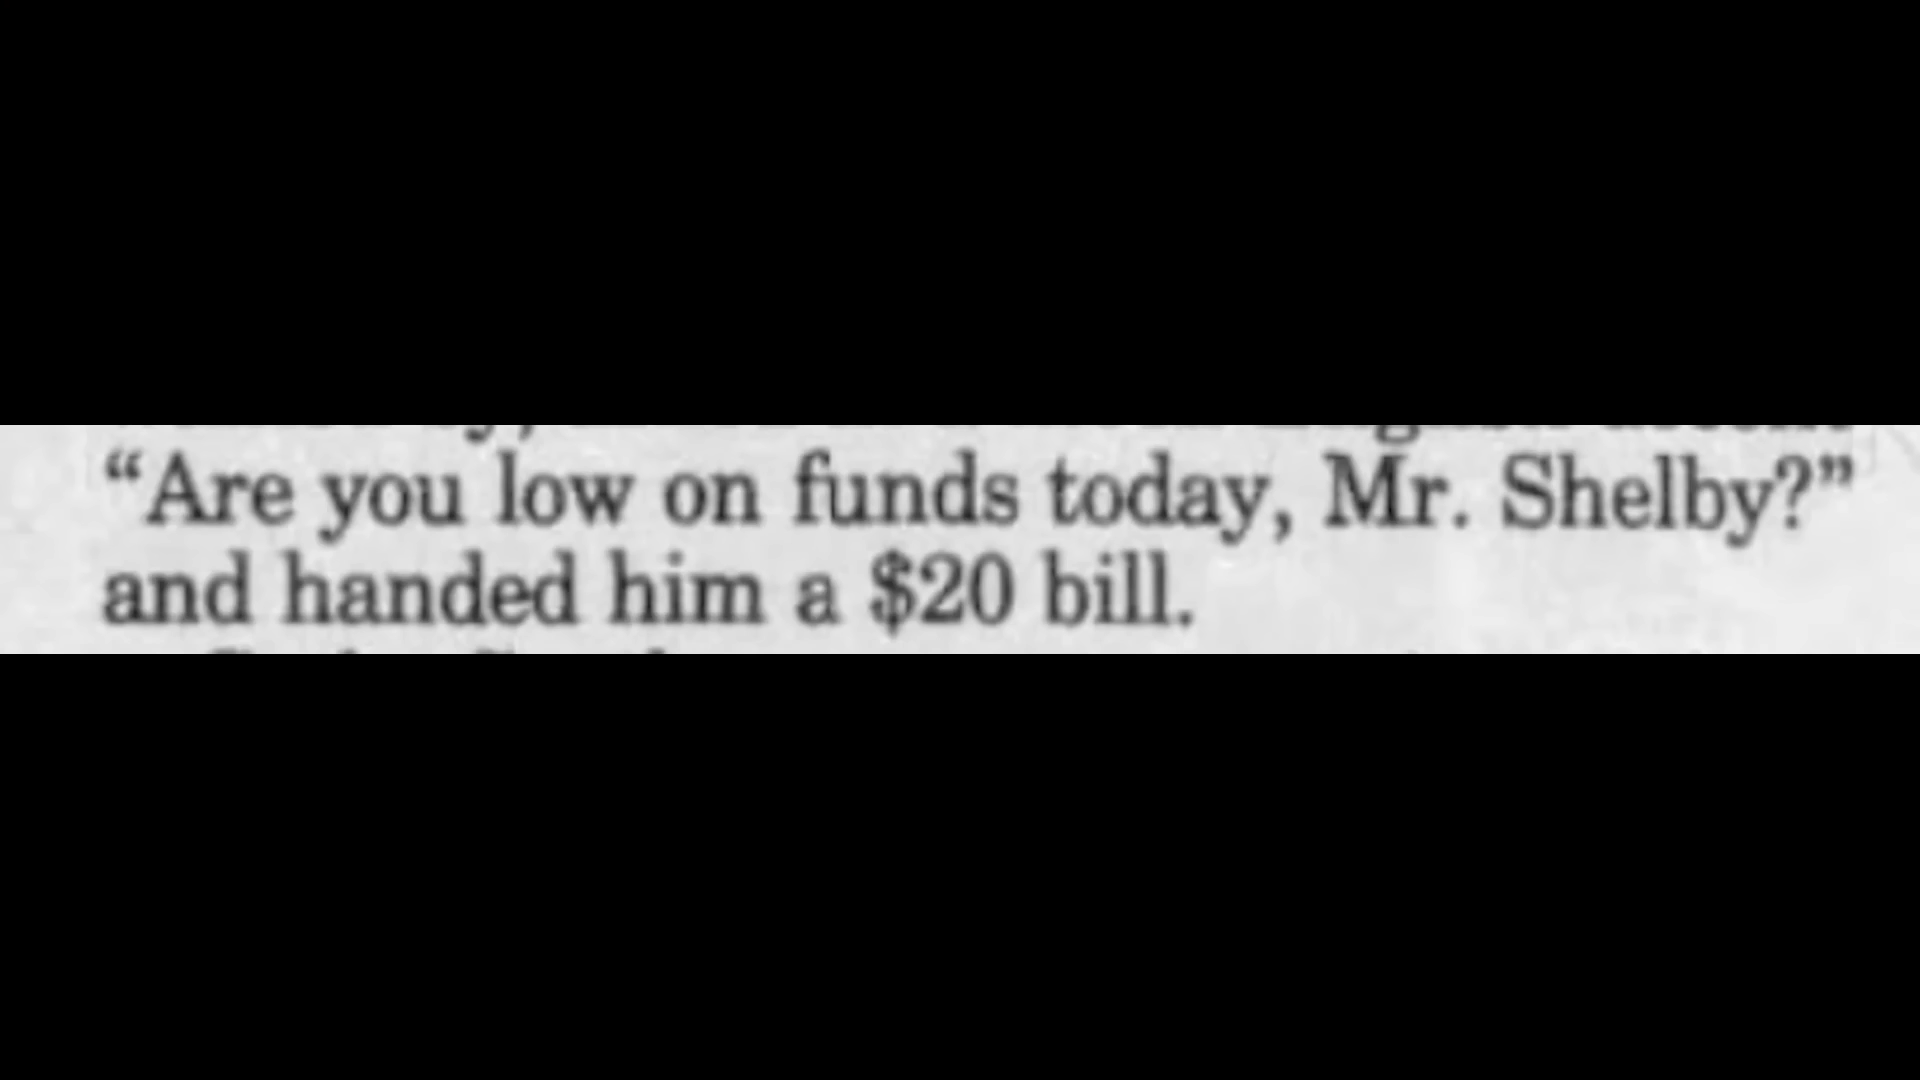 “Are you low on funds today, Mr. Shelby?”
and handed him a $20 bill.